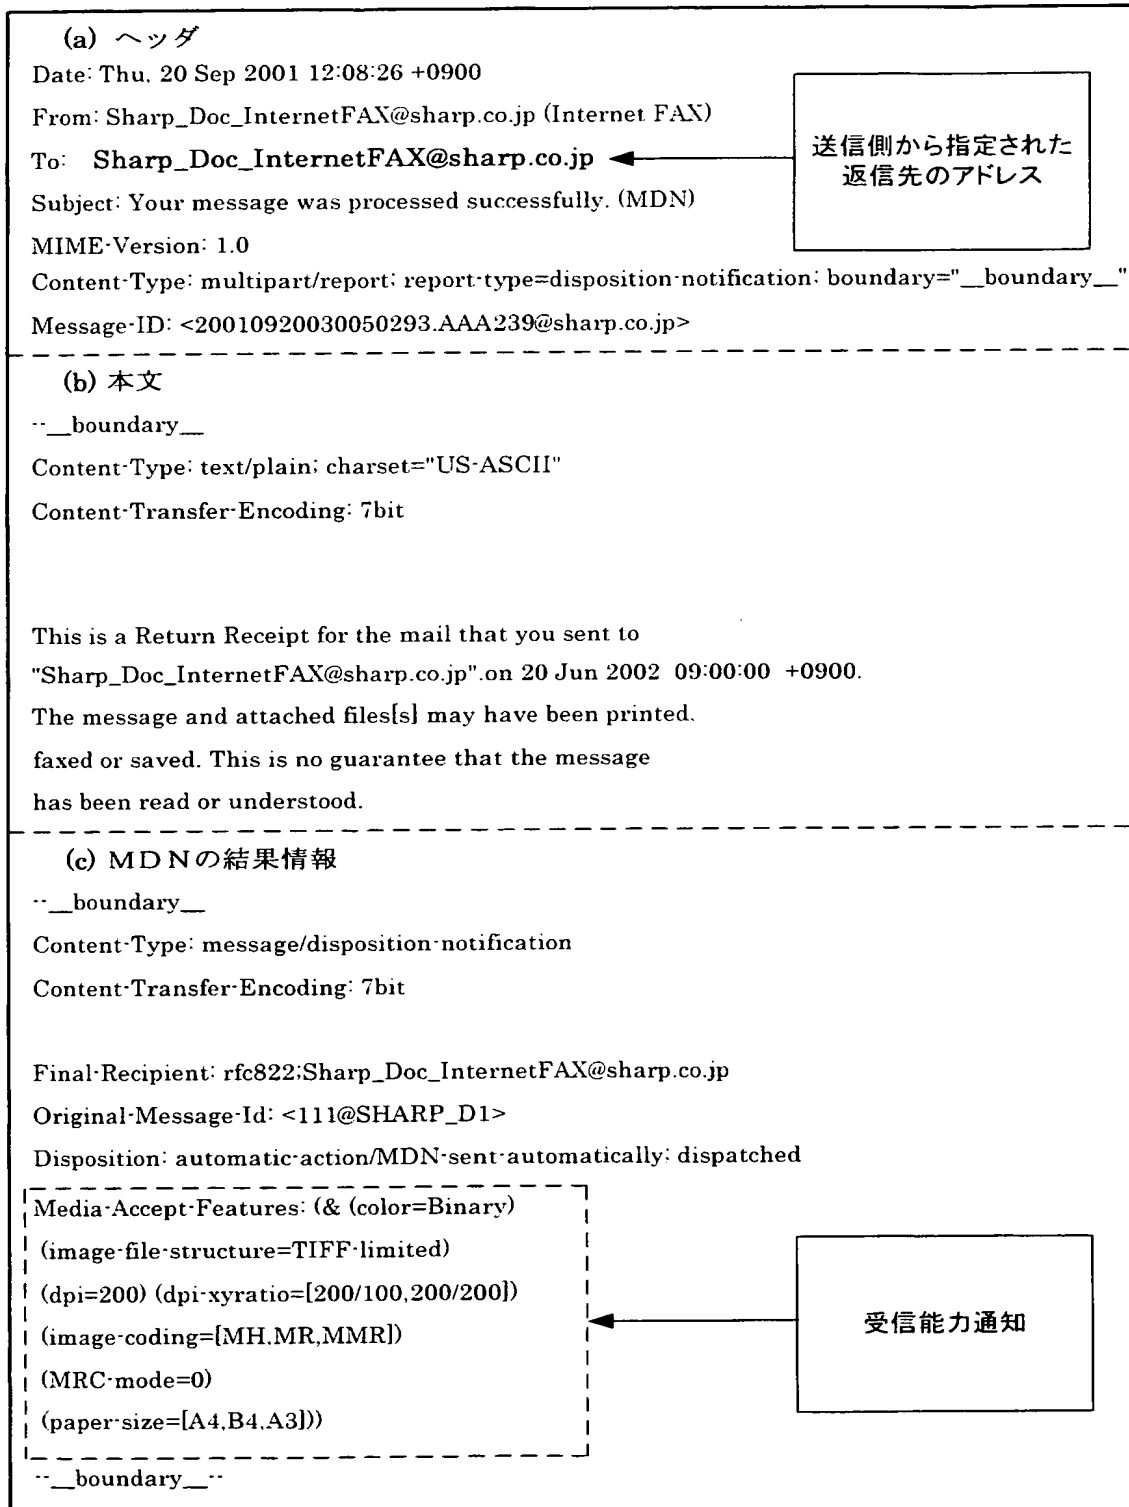 (a) ヘッダ
Date: Thu, 20 Sep 2001 12:08:26 +0900
From: Sharp_Doc_InternetFAX@sharp.co.jp (Internet FAX)
To: Sharp_Doc_InternetFAX@sharp.co.jp
送信側から指定された
返信先のアドレス
Subject: Your message was processed successfully. (MDN)
MIME-Version: 1.0
Content-Type: multipart/report; report-type=disposition-notification; boundary="__boundary__"
Message-ID: <20010920030050293.AAA239@sharp.co.jp>
(b) 本文
--__boundary__
Content-Type: text/plain; charset="US-ASCII"
Content-Transfer-Encoding: 7bit
This is a Return Receipt for the mail that you sent to
"Sharp_Doc_InternetFAX@sharp.co.jp".on 20 Jun 2002 09:00:00 +0900.
The message and attached files[s] may have been printed,
faxed or saved. This is no guarantee that the message
has been read or understood.
(c) MDNの結果情報
--__boundary__
Content-Type: message/disposition-notification
Content-Transfer-Encoding: 7bit
Final-Recipient: rfc822;Sharp_Doc_InternetFAX@sharp.co.jp
Original-Message-Id: <111@SHARP_D1>
Disposition: automatic-action/MDN-sent-automatically; dispatched
Media-Accept-Features: (& (color=Binary)
(image-file-structure=TIFF-limited)
(dpi=200) (dpi-xyratio=[200/100,200/200])
(image-coding=[MH,MR,MMR])
(MRC-mode=0)
(paper-size=[A4,B4,A3]))
受信能力通知
--__boundary__--